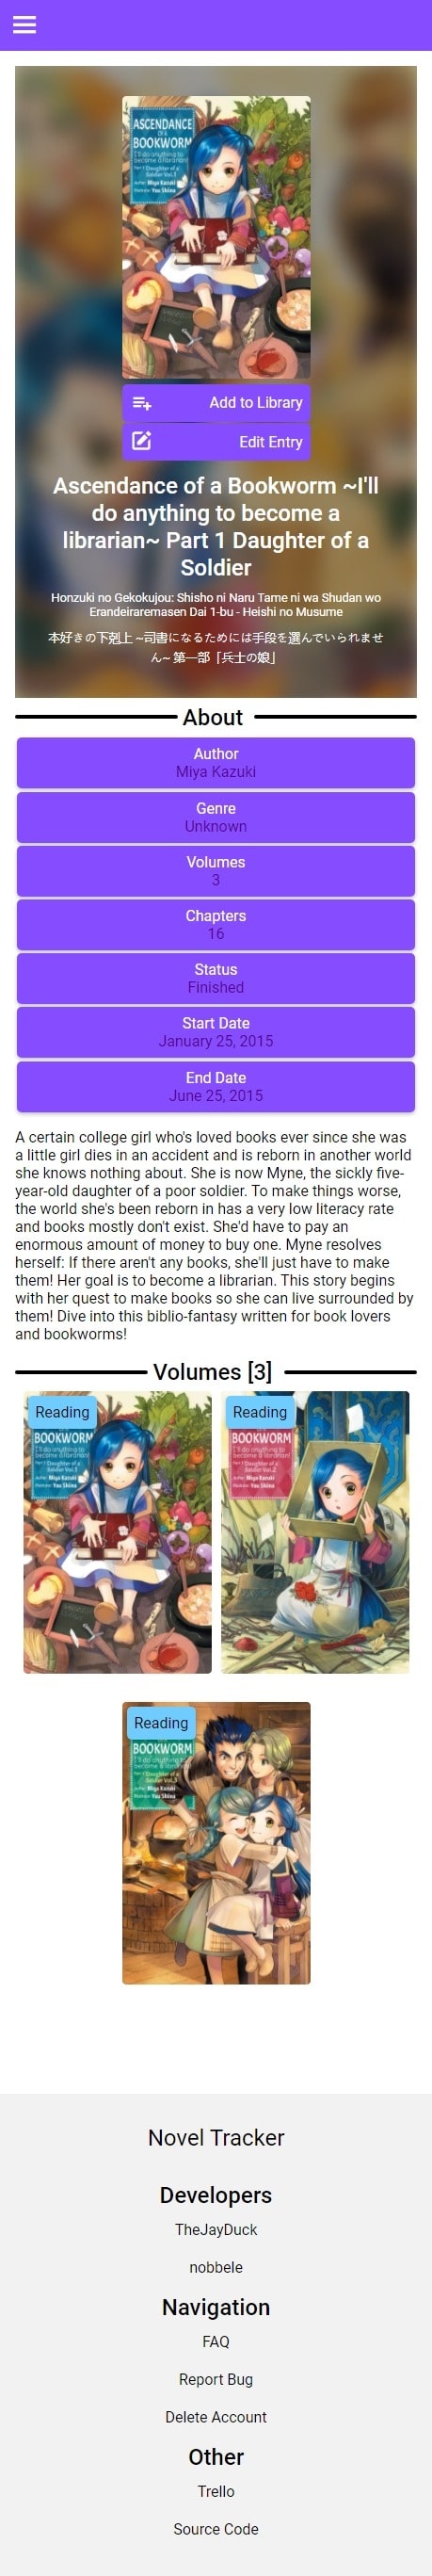 ASCENDANCE
OF A
BOOKWORM
I'll do anything to
become a librarian!
Part 1 Daughter of a
Soldier Vol.1
Author: Miya Kazuki
Illustrator: You Shiina
Add to Library
Edit Entry
Ascendance of a Bookworm ~I'll
do anything to become a
librarian~ Part 1 Daughter of a
Soldier
Honzuki no Gekokujou: Shisho ni Naru Tame ni wa Shudan wo
Erandeiraremasen Dai 1-bu - Heishi no Musume
本好きの下剋上 ~司書になるためには手段を選んでいられませ
ん~ 第一部「兵士の娘」
About
Author
Miya Kazuki
Genre
Unknown
Volumes
3
Chapters
16
Status
Finished
Start Date
January 25, 2015
End Date
June 25, 2015
A certain college girl who's loved books ever since she was
a little girl dies in an accident and is reborn in another world
she knows nothing about. She is now Myne, the sickly five-
year-old daughter of a poor soldier. To make things worse,
the world she's been reborn in has a very low literacy rate
and books mostly don't exist. She'd have to pay an
enormous amount of money to buy one. Myne resolves
herself: If there aren't any books, she'll just have to make
them! Her goal is to become a librarian. This story begins
with her quest to make books so she can live surrounded by
them! Dive into this biblio-fantasy written for book lovers
and bookworms!
Volumes [3]
Reading
BOOKWORM
I'll do anything to
become a librarian!
Part 1 Daughter of a
Soldier Vol.1
Author: Miya Kazuki
Illustrator: You Shiina
Reading
BOOKWORM
I'll do anything to
become a librarian!
Part 1 Daughter of a
Soldier Vol.2
Author: Miya Kazuki
Illustrator: You Shiina
Reading
BOOKWORM
I'll do anything to
become a librarian!
Part 1 Daughter of a
Soldier Vol.3
Author: Miya Kazuki
Illustrator: You Shiina
Novel Tracker
Developers
TheJayDuck
nobbele
Navigation
FAQ
Report Bug
Delete Account
Other
Trello
Source Code